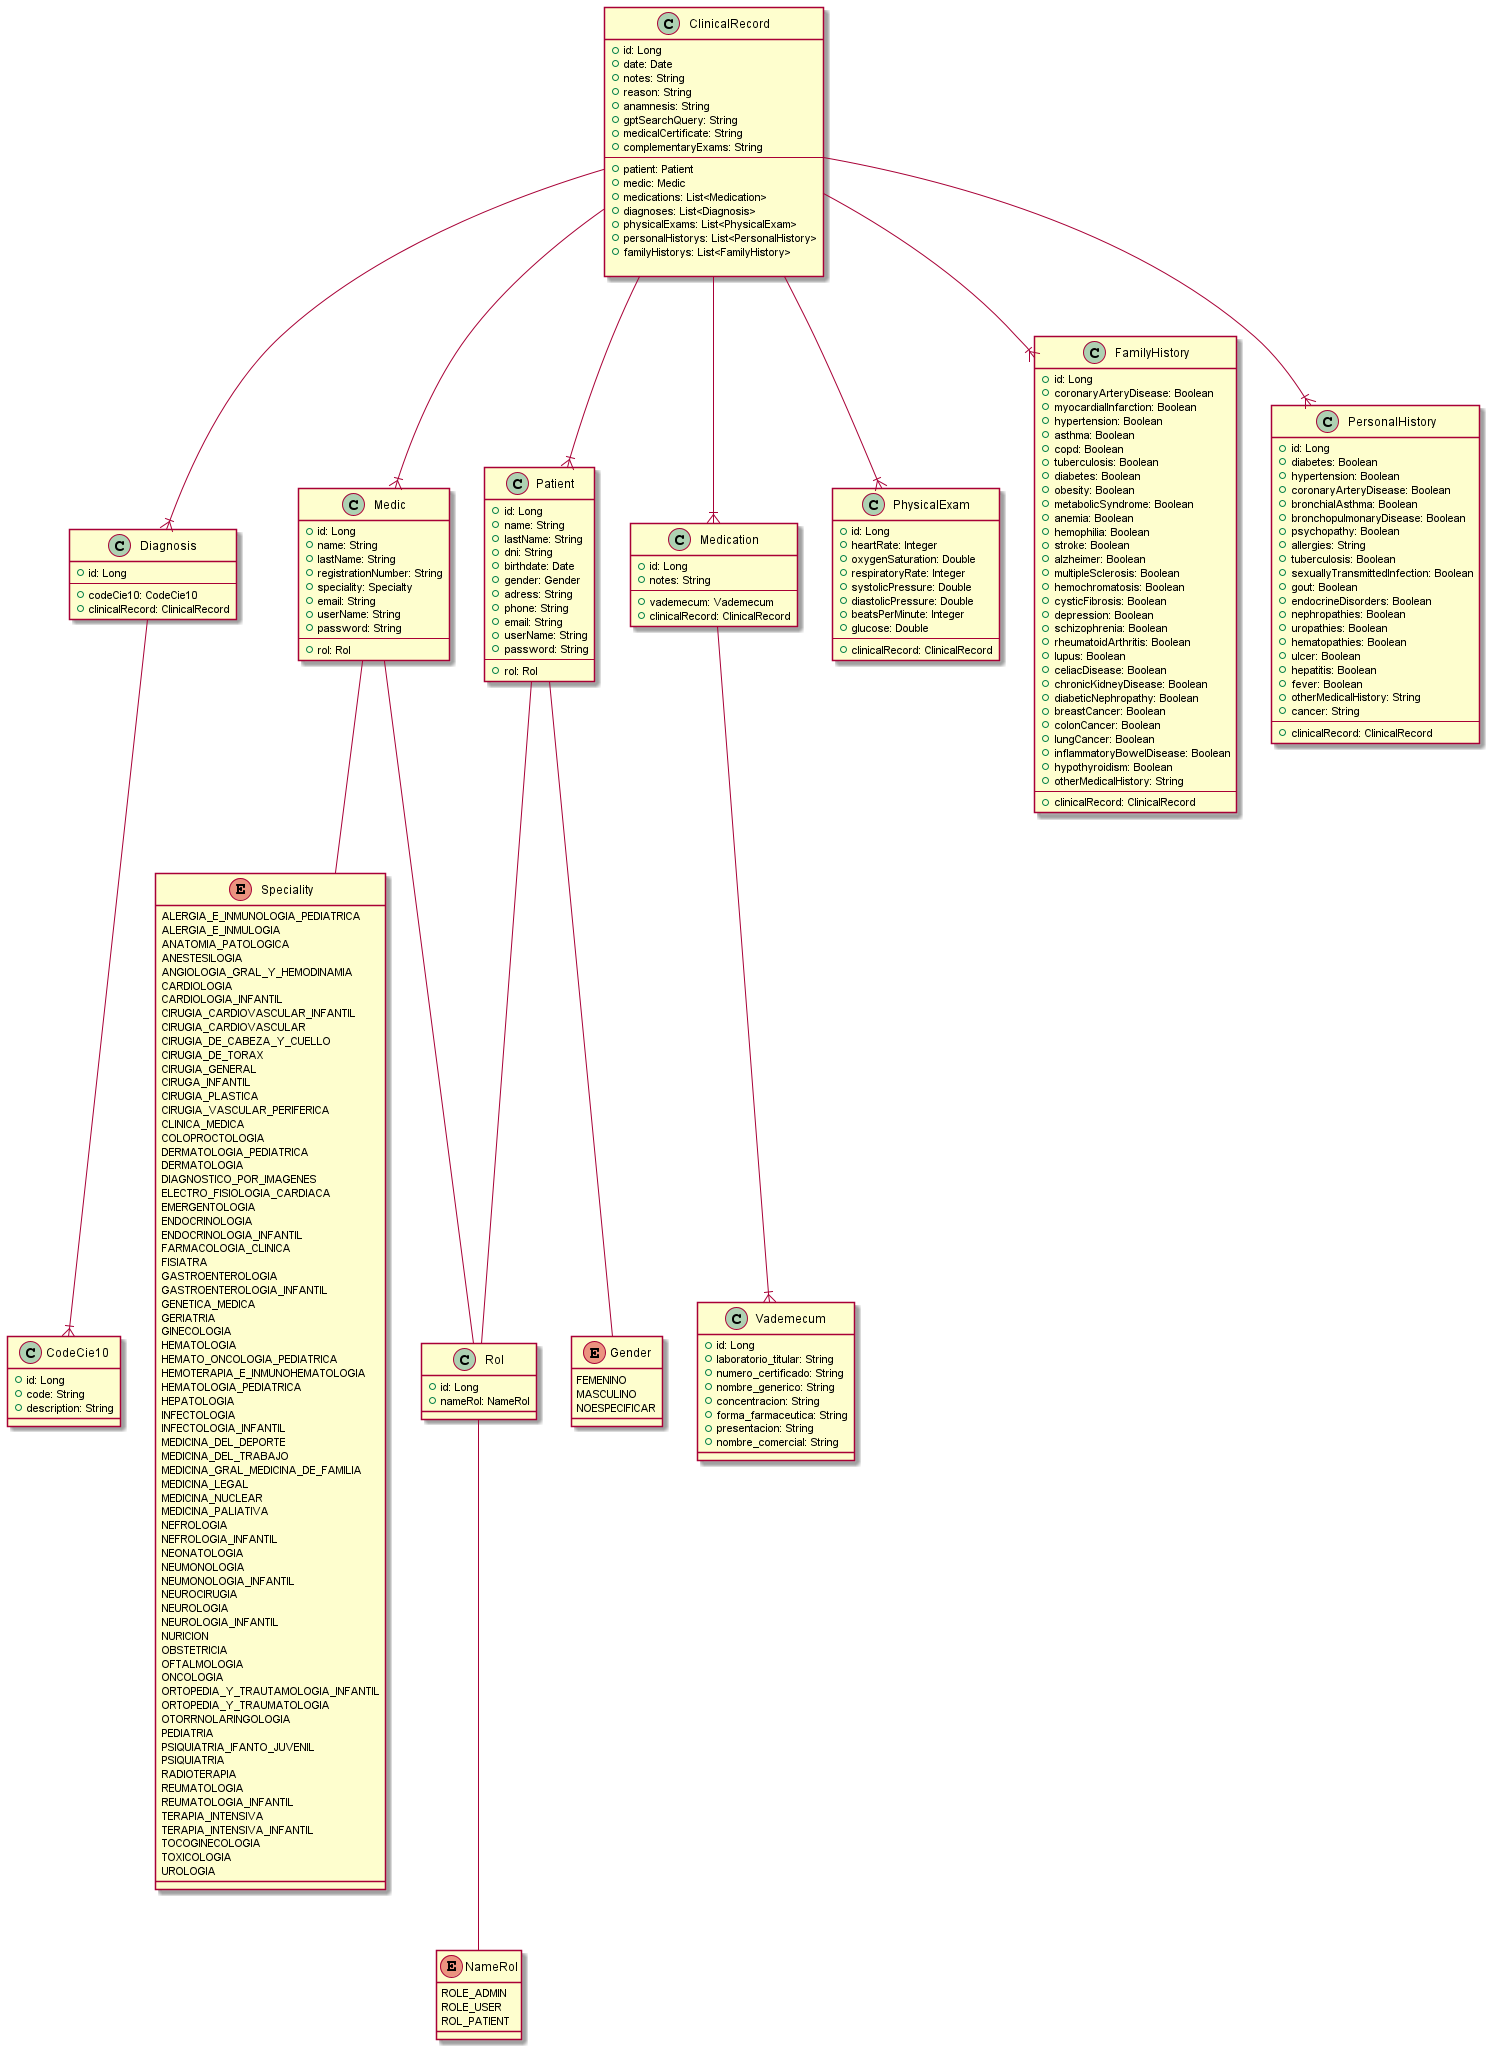 C ClinicalRecord
id: Long
date: Date
notes: String
reason: String
anamnesis: String
gptSearchQuery: String
medicalCertificate: String
complementaryExams: String
patient: Patient
medic: Medic
medications: List<Medication>
diagnoses: List<Diagnosis>
physicalExams: List<PhysicalExam>
personalHistorys: List<PersonalHistory>
familyHistorys: List<FamilyHistory>
C Diagnosis
id: Long
codeCie10: CodeCie10
clinicalRecord: ClinicalRecord
C Medic
id: Long
name: String
lastName: String
registrationNumber: String
speciality: Specialty
email: String
userName: String
password: String
rol: Rol
C Patient
id: Long
name: String
lastName: String
dni: String
birthdate: Date
gender: Gender
adress: String
phone: String
email: String
userName: String
password: String
rol: Rol
C Medication
id: Long
notes: String
vademecum: Vademecum
clinicalRecord: ClinicalRecord
C PhysicalExam
id: Long
heartRate: Integer
oxygenSaturation: Double
respiratoryRate: Integer
systolicPressure: Double
diastolicPressure: Double
beatsPerMinute: Integer
glucose: Double
clinicalRecord: ClinicalRecord
C FamilyHistory
id: Long
coronaryArteryDisease: Boolean
myocardialInfarction: Boolean
hypertension: Boolean
asthma: Boolean
copd: Boolean
tuberculosis: Boolean
diabetes: Boolean
obesity: Boolean
metabolicSyndrome: Boolean
anemia: Boolean
hemophilia: Boolean
stroke: Boolean
alzheimer: Boolean
multipleSclerosis: Boolean
hemochromatosis: Boolean
cysticFibrosis: Boolean
depression: Boolean
schizophrenia: Boolean
rheumatoidArthritis: Boolean
lupus: Boolean
celiacDisease: Boolean
chronicKidneyDisease: Boolean
diabeticNephropathy: Boolean
breastCancer: Boolean
colonCancer: Boolean
lungCancer: Boolean
inflammatoryBowelDisease: Boolean
hypothyroidism: Boolean
otherMedicalHistory: String
clinicalRecord: ClinicalRecord
C PersonalHistory
id: Long
diabetes: Boolean
hypertension: Boolean
coronaryArteryDisease: Boolean
bronchialAsthma: Boolean
bronchopulmonaryDisease: Boolean
psychopathy: Boolean
allergies: String
tuberculosis: Boolean
sexuallyTransmittedInfection: Boolean
gout: Boolean
endocrineDisorders: Boolean
nephropathies: Boolean
uropathies: Boolean
hematopathies: Boolean
ulcer: Boolean
hepatitis: Boolean
fever: Boolean
otherMedicalHistory: String
cancer: String
clinicalRecord: ClinicalRecord
E Speciality
ALERGIA_E_INMUNOLOGIA_PEDIATRICA
ALERGIA_E_INMULOGIA
ANATOMIA_PATOLOGICA
ANESTESILOGIA
ANGIOLOGIA_GRAL_Y_HEMODINAMIA
CARDIOLOGIA
CARDIOLOGIA_INFANTIL
CIRUGIA_CARDIOVASCULAR_INFANTIL
CIRUGIA_CARDIOVASCULAR
CIRUGIA_DE_CABEZA_Y_CUELLO
CIRUGIA_DE_TORAX
CIRUGIA_GENERAL
CIRUGA_INFANTIL
CIRUGIA_PLASTICA
CIRUGIA_VASCULAR_PERIFERICA
CLINICA_MEDICA
COLOPROCTOLOGIA
DERMATOLOGIA_PEDIATRICA
DERMATOLOGIA
DIAGNOSTICO_POR_IMAGENES
ELECTRO_FISIOLOGIA_CARDIACA
EMERGENTOLOGIA
ENDOCRINOLOGIA
ENDOCRINOLOGIA_INFANTIL
FARMACOLOGIA_CLINICA
FISIATRA
GASTROENTEROLOGIA
GASTROENTEROLOGIA_INFANTIL
GENETICA_MEDICA
GERIATRIA
GINECOLOGIA
HEMATOLOGIA
HEMATO_ONCOLOGIA_PEDIATRICA
HEMOTERAPIA_E_INMUNOHEMATOLOGIA
HEMATOLOGIA_PEDIATRICA
HEPATOLOGIA
INFECTOLOGIA
INFECTOLOGIA_INFANTIL
MEDICINA_DEL_DEPORTE
MEDICINA_DEL_TRABAJO
MEDICINA_GRAL_MEDICINA_DE_FAMILIA
MEDICINA_LEGAL
MEDICINA_NUCLEAR
MEDICINA_PALIATIVA
NEFROLOGIA
NEFROLOGIA_INFANTIL
NEONATOLOGIA
NEUMONOLOGIA
NEUMONOLOGIA_INFANTIL
NEUROCIRUGIA
NEUROLOGIA
NEUROLOGIA_INFANTIL
NURICION
OBSTETRICIA
OFTALMOLOGIA
ONCOLOGIA
ORTOPEDIA_Y_TRAUTAMOLOGIA_INFANTIL
ORTOPEDIA_Y_TRAUMATOLOGIA
OTORRNOLARINGOLOGIA
PEDIATRIA
PSIQUIATRIA_IFANTO_JUVENIL
PSIQUIATRIA
RADIOTERAPIA
REUMATOLOGIA
REUMATOLOGIA_INFANTIL
TERAPIA_INTENSIVA
TERAPIA_INTENSIVA_INFANTIL
TOCOGINECOLOGIA
TOXICOLOGIA
UROLOGIA
C CodeCie10
id: Long
code: String
description: String
C Rol
id: Long
nameRol: NameRol
E Gender
FEMENINO
MASCULINO
NOESPECIFICAR
C Vademecum
id: Long
laboratorio_titular: String
numero_certificado: String
nombre_generico: String
concentracion: String
forma_farmaceutica: String
presentacion: String
nombre_comercial: String
E NameRol
ROLE_ADMIN
ROLE_USER
ROL_PATIENT